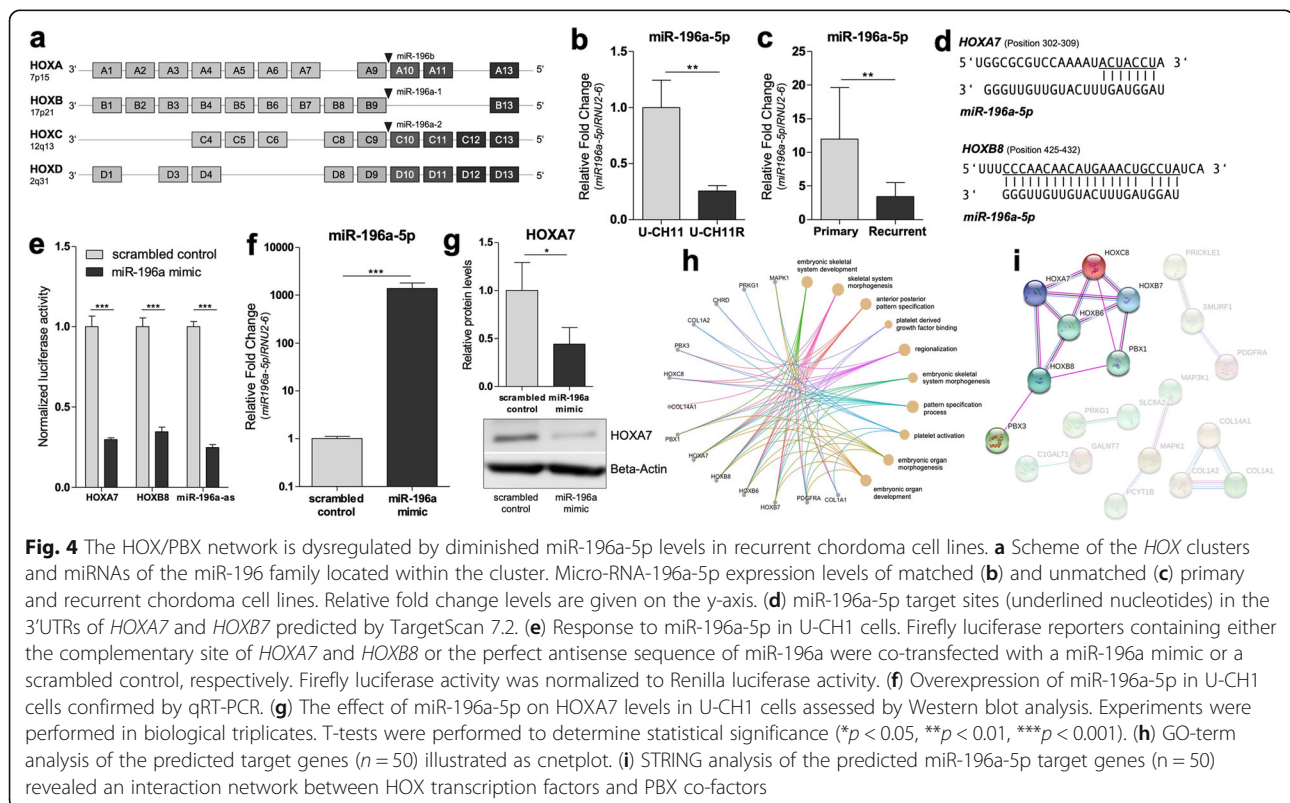 a
HOXA 3' A1 A2 A3 A4 A5 A6 A7 A9 A10 A11 A13 5'
7p15
miR-196b
HOXB 3' B1 B2 B3 B4 B5 B6 B7 B8 B9 B13 5'
17p21
miR-196a-1
HOXC 3' C4 C5 C6 C8 C9 C10 C11 C12 C13 5'
12q13
miR-196a-2
HOXD 3' D1 D3 D4 D8 D9 D10 D11 D12 D13 5'
2q31
b
miR-196a-5p
Relative Fold Change
(miR196a-5p/RNU2-6)
1.5
1.0
0.5
0.0
**
U-CH11 U-CH11R
c
miR-196a-5p
Relative Fold Change
(miR196a-5p/RNU2-6)
25
20
15
10
5
0
**
Primary Recurrent
d
HOXA7 (Position 302-309)
5'UGGCGCGUCCAAAAUACUACCUA 3'
3' GGGUUGUUGUACUUUGAUGGAU
miR-196a-5p
HOXB8 (Position 425-432)
5'UUUCCCAACAACAUGAAACUGCCUAUCA 3'
3' GGGUUGUUGUACUUUGAUGGAU
miR-196a-5p
e
scrambled control
miR-196a mimic
Normalized luciferase activity
1.5
1.0
0.5
0.0
*** *** ***
HOXA7 HOXB8 miR-196a-as
f
miR-196a-5p
Relative Fold Change
(miR196a-5p/RNU2-6)
10000
1000
100
10
1
0.1
***
scrambled control
miR-196a mimic
g
HOXA7
Relative protein levels
1.5
1.0
0.5
0.0
*
scrambled control
miR-196a mimic
HOXA7
Beta-Actin
scrambled control
miR-196a mimic
h
MAPK1
PRKG1
CHRD
COL1A2
PBX3
HOXC8
COL14A1
PBX1
HOXA7
HOXB8
HOXB6
HOXB7
PDGFRA
COL1A1
embryonic skeletal system development
skeletal system morphogenesis
anterior posterior pattern specification
platelet derived growth factor binding
regionalization
embryonic skeletal system morphogenesis
pattern specification process
platelet activation
embryonic organ morphogenesis
embryonic organ development
i
HOXC8
PRICKLE1
HOXA7
HOXB7
SMURF1
HOXB6
PBX1
PDGFRA
HOXB8
MAP3K1
SLC8A2
PRKG1
PBX3
COL14A1
GALNT7
MAPK1
C1GALT1
COL1A2
COL1A1
PCYT1B
Fig. 4 The HOX/PBX network is dysregulated by diminished miR-196a-5p levels in recurrent chordoma cell lines. a Scheme of the HOX clusters
and miRNAs of the miR-196 family located within the cluster. Micro-RNA-196a-5p expression levels of matched (b) and unmatched (c) primary
and recurrent chordoma cell lines. Relative fold change levels are given on the y-axis. (d) miR-196a-5p target sites (underlined nucleotides) in the
3'UTRs of HOXA7 and HOXB7 predicted by TargetScan 7.2. (e) Response to miR-196a-5p in U-CH1 cells. Firefly luciferase reporters containing either
the complementary site of HOXA7 and HOXB8 or the perfect antisense sequence of miR-196a were co-transfected with a miR-196a mimic or a
scrambled control, respectively. Firefly luciferase activity was normalized to Renilla luciferase activity. (f) Overexpression of miR-196a-5p in U-CH1
cells confirmed by qRT-PCR. (g) The effect of miR-196a-5p on HOXA7 levels in U-CH1 cells assessed by Western blot analysis. Experiments were
performed in biological triplicates. T-tests were performed to determine statistical significance (*p < 0.05, **p < 0.01, ***p < 0.001). (h) GO-term
analysis of the predicted target genes (n = 50) illustrated as cnetplot. (i) STRING analysis of the predicted miR-196a-5p target genes (n = 50)
revealed an interaction network between HOX transcription factors and PBX co-factors